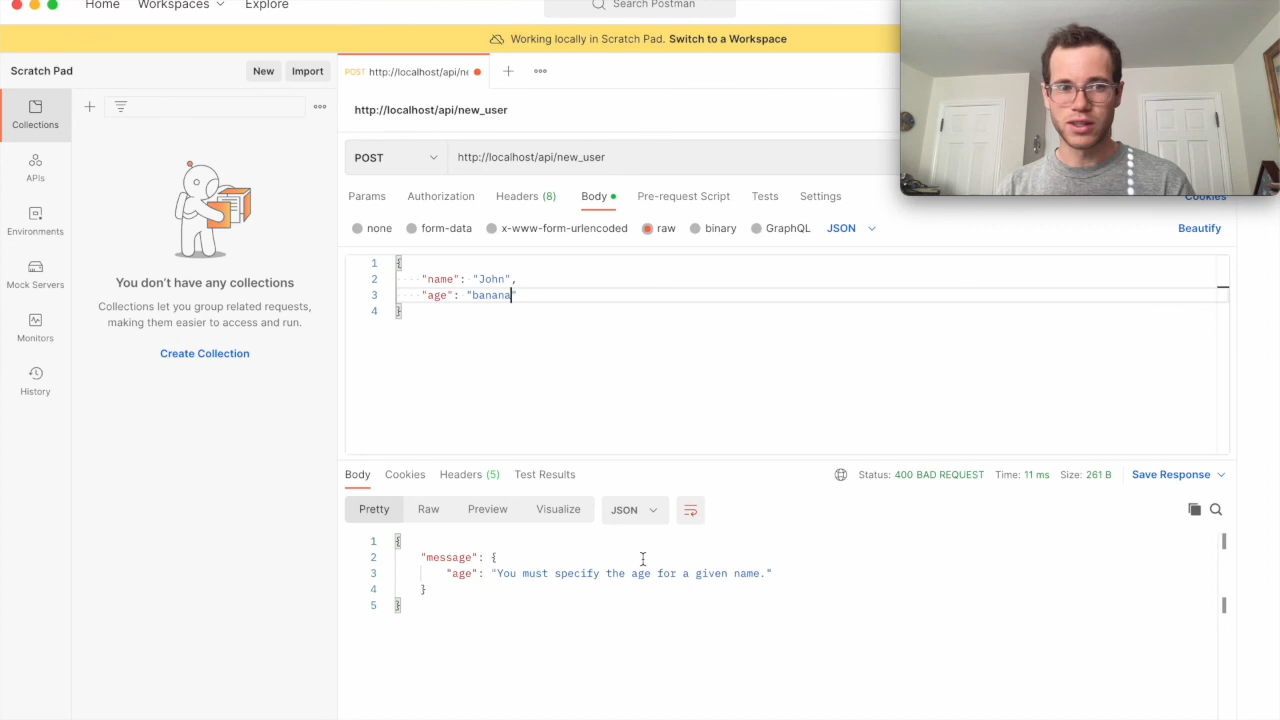 Home Workspaces Explore Search Postman
Working locally in Scratch Pad. Switch to a Workspace
Scratch Pad New Import
POST http://localhost/api/ne
Collections
http://localhost/api/new_user
POST http://localhost/api/new_user
APIs
Params Authorization Headers (8) Body Pre-request Script Tests Settings Cookies
Environments
none form-data x-www-form-urlencoded raw binary GraphQL JSON Beautify
Mock Servers
1 {
2 "name": "John",
3 "age": "banana"
4 }
You don't have any collections
Collections let you group related requests,
making them easier to access and run.
Create Collection
Monitors
History
Body Cookies Headers (5) Test Results Status: 400 BAD REQUEST Time: 11 ms Size: 261 B Save Response
Pretty Raw Preview Visualize JSON
1 {
2 "message": {
3 "age": "You must specify the age for a given name."
4 }
5 }